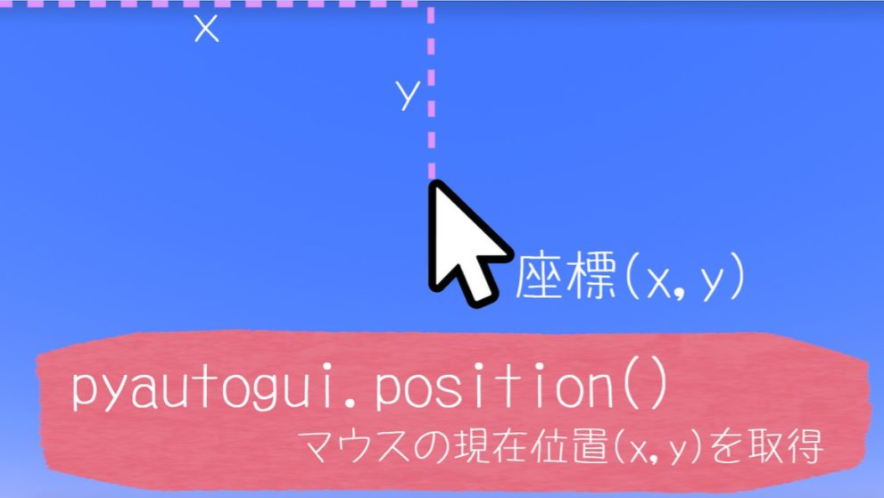 x
y
座標(x,y)
pyautogui.position()
マウスの現在位置(x,y)を取得